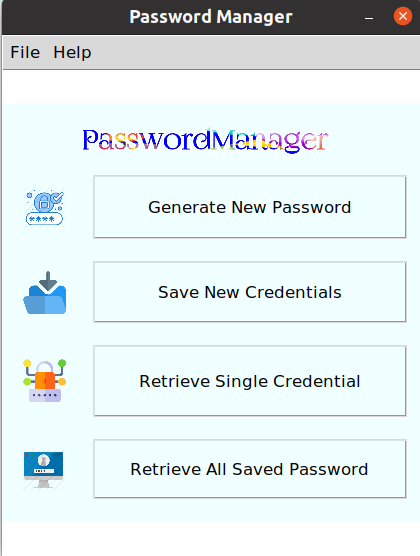 Password Manager
File Help
PasswordManager
Generate New Password
Save New Credentials
Retrieve Single Credential
Retrieve All Saved Password